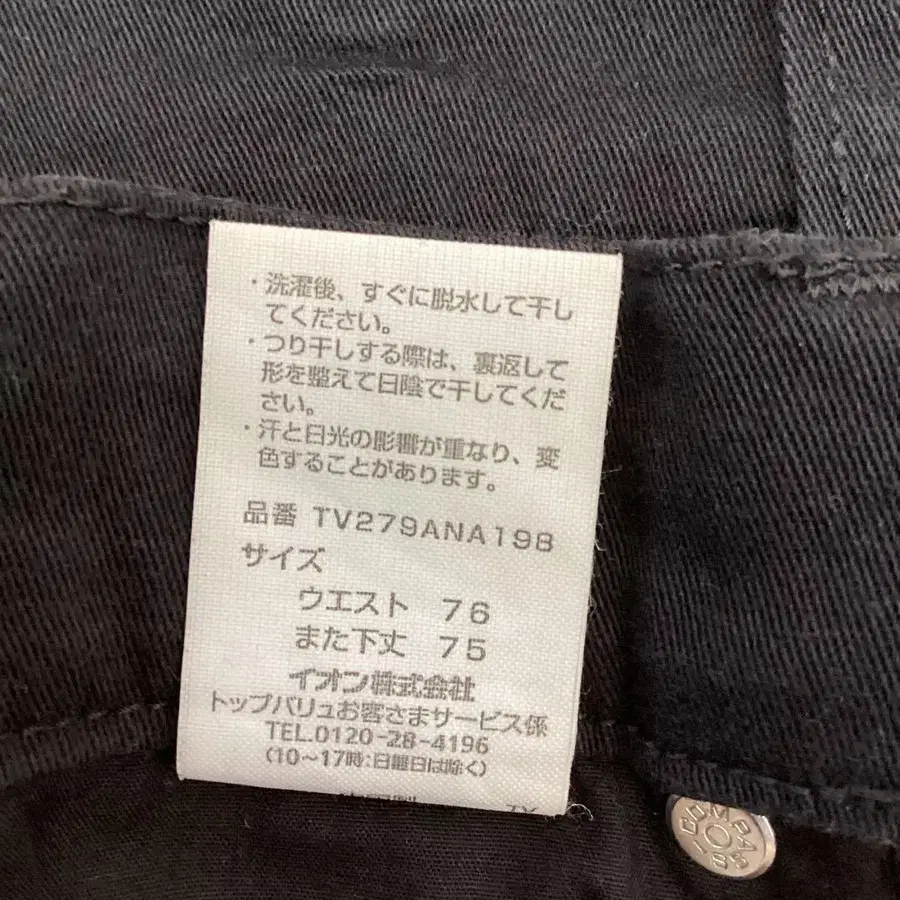 ・洗濯後、すぐに脱水して干し
てください。
・つり干しする際は、裏返して
形を整えて日陰で干してくだ
さい。
・汗と日光の影響が重なり、変
色することがあります。
品番 TV279ANA198
サイズ
ウエスト 76
また下丈 75
イオン株式会社
トップバリュお客さまサービス係
TEL.0120-28-4196
(10～17時:日曜日は除く)
TX
COMPASS 18